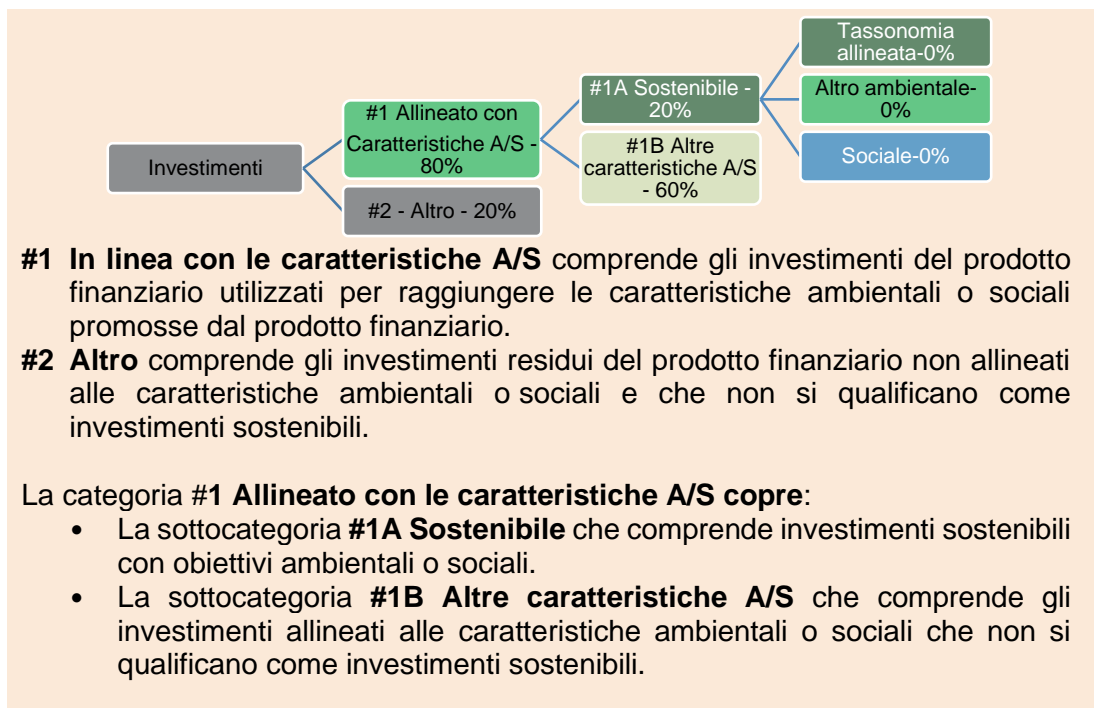 Tassonomia
allineata-0%
#1A Sostenibile -
20%
Altro ambientale-
0%
#1 Allineato con
Caratteristiche A/S -
80%
#1B Altre
caratteristiche A/S
- 60%
Sociale-0%
Investimenti
#2 - Altro - 20%
#1 In linea con le caratteristiche A/S comprende gli investimenti del prodotto
finanziario utilizzati per raggiungere le caratteristiche ambientali o sociali
promosse dal prodotto finanziario.
#2 Altro comprende gli investimenti residui del prodotto finanziario non allineati
alle caratteristiche ambientali o sociali e che non si qualificano come
investimenti sostenibili.
La categoria #1 Allineato con le caratteristiche A/S copre:
• La sottocategoria #1A Sostenibile che comprende investimenti sostenibili
con obiettivi ambientali o sociali.
• La sottocategoria #1B Altre caratteristiche A/S che comprende gli
investimenti allineati alle caratteristiche ambientali o sociali che non si
qualificano come investimenti sostenibili.